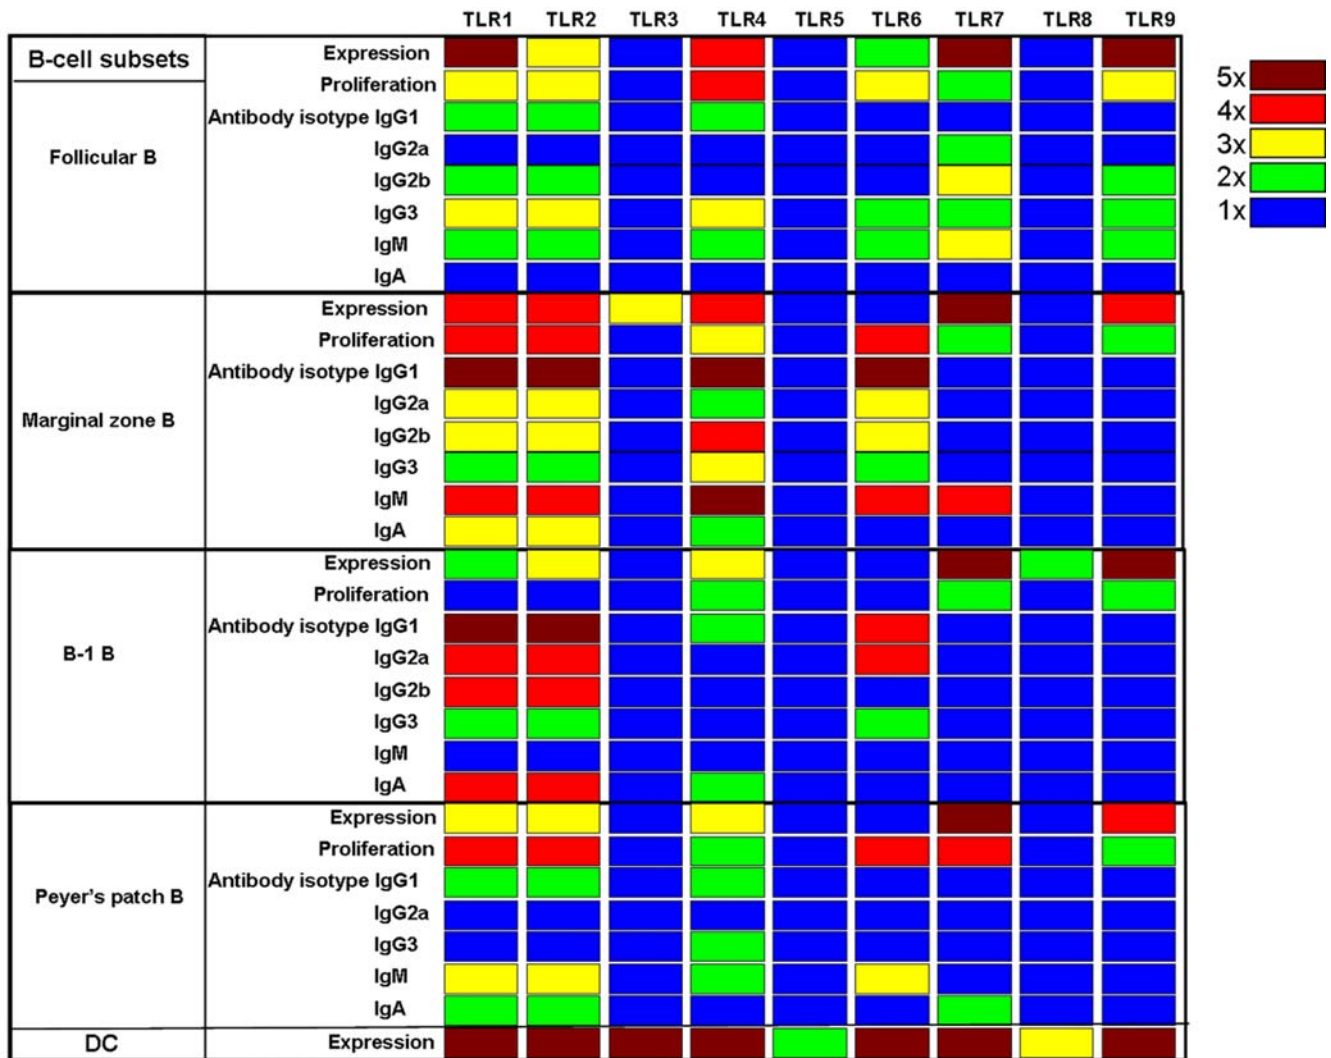 TLR1 TLR2 TLR3 TLR4 TLR5 TLR6 TLR7 TLR8 TLR9
B-cell subsets
Follicular B
Expression
Proliferation
Antibody isotype IgG1
IgG2a
IgG2b
IgG3
IgM
IgA
Marginal zone B
Expression
Proliferation
Antibody isotype IgG1
IgG2a
IgG2b
IgG3
IgM
IgA
B-1 B
Expression
Proliferation
Antibody isotype IgG1
IgG2a
IgG2b
IgG3
IgM
IgA
Peyer's patch B
Expression
Proliferation
Antibody isotype IgG1
IgG2a
IgG3
IgM
IgA
DC
Expression
5x
4x
3x
2x
1x